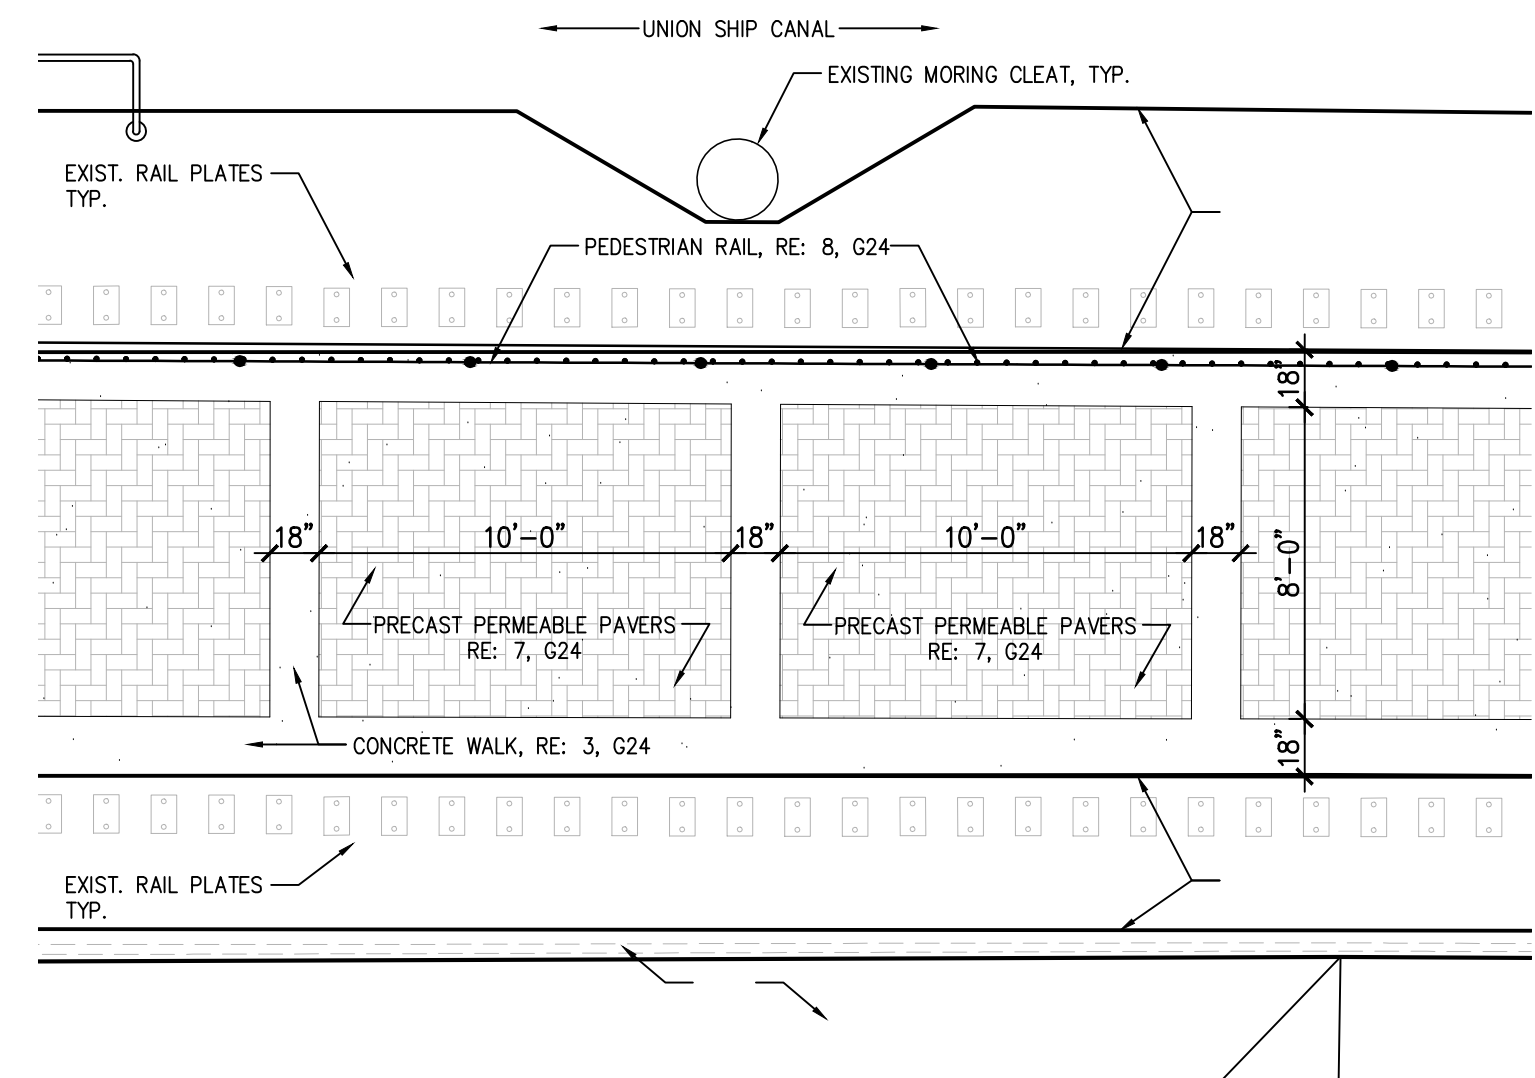 UNION SHIP CANAL
EXISTING MORING CLEAT, TYP.
EXIST. RAIL PLATES
TYP.
PEDESTRIAN RAIL, RE: 8, G24
18"
18"
10'-0"
18"
10'-0"
18"
8'-0"
PRECAST PERMEABLE PAVERS
RE: 7, G24
PRECAST PERMEABLE PAVERS
RE: 7, G24
CONCRETE WALK, RE: 3, G24
18"
EXIST. RAIL PLATES
TYP.